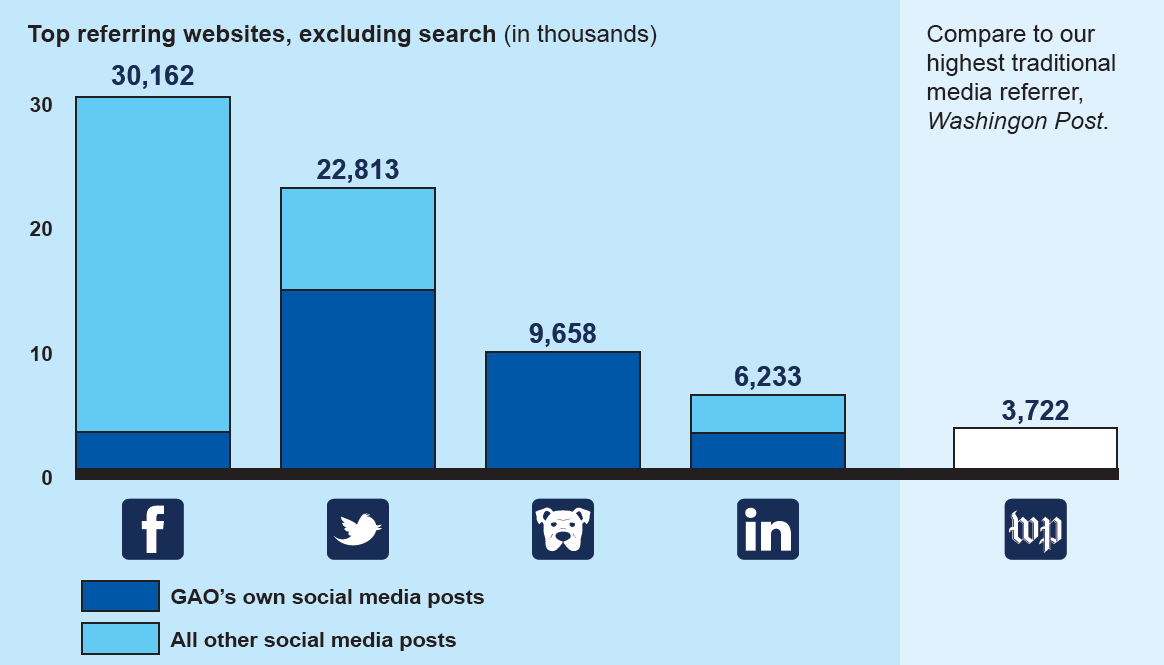 Top referring websites, excluding search (in thousands)
Compare to our
highest traditional
media referrer,
Washingon Post.
30,162
30
22,813
20
9,658
10
6,233
3,722
0
f
in
wp
GAO's own social media posts
All other social media posts